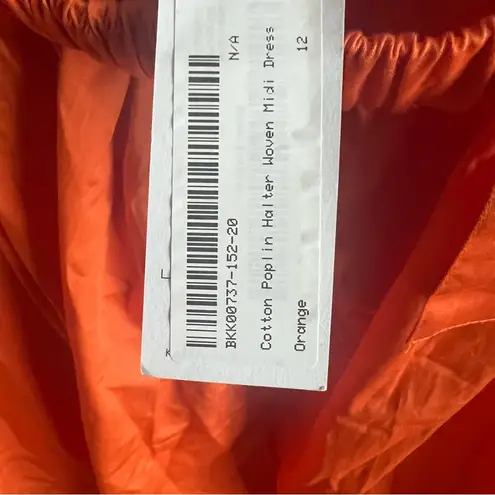 N/A
BKK00737-152-20
Cotton Poplin Halter Woven Midi Dress
Orange 12